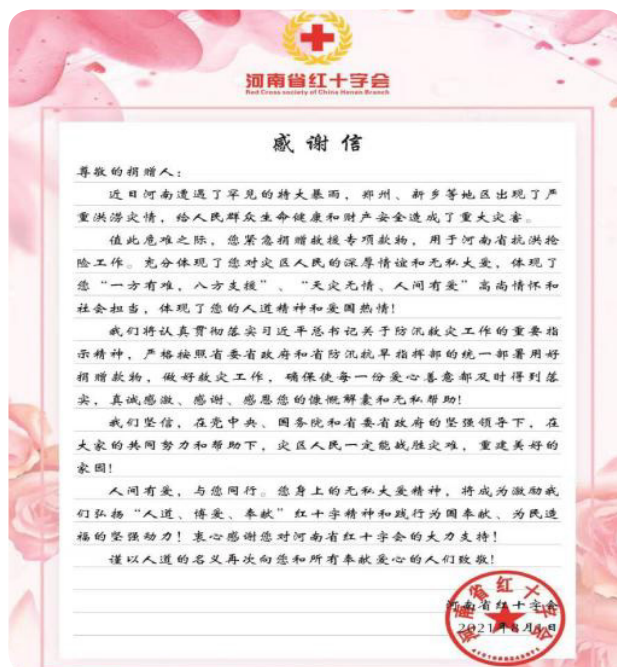 河南省红十字会
Red Cross society of China Henan Branch
感谢信
尊敬的捐赠人：
近日河南遭遇了罕见的特大暴雨，郑州、新乡等地区出现了严
重洪涝灾情，给人民群众生命健康和财产安全造成了重大灾害。
值此危难之际，您紧急捐赠救援专项款物，用于河南省抗洪抢
险工作。充分体现了您对灾区人民的深厚情谊和无私大爱，体现了
您“一方有难，八方支援”、“天灾无情、人间有爱”高尚情怀和
社会担当，体现了您的人道精神和爱国热情！
我们将认真贯彻落实习近平总书记关于防汛救灾工作的重要指
示精神，严格按照省委省政府和省防汛抗旱指挥部的统一部署用好
捐赠款物，做好救灾工作，确保使每一份爱心善意都及时得到落
实，真诚感激、感谢、感恩您的慷慨解囊和无私帮助！
我们坚信，在党中央、国务院和省委省政府的坚强领导下，在
大家的共同努力和帮助下，灾区人民一定能战胜灾难，重建美好的
家园！
人间有爱，与您同行。您身上的无私大爱精神，将成为激励我
们弘扬“人道、博爱、奉献”红十字精神和践行为国奉献、为民造
福的坚强动力！衷心感谢您对河南省红十字会的大力支持！
谨以人道的名义再次向您和所有奉献爱心的人们致敬！
河南省红十字会
2021年8月1日
河南省红十字会